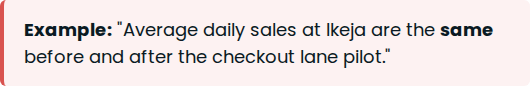 Example: "Average daily sales at Ikeja are the same
before and after the checkout lane pilot."